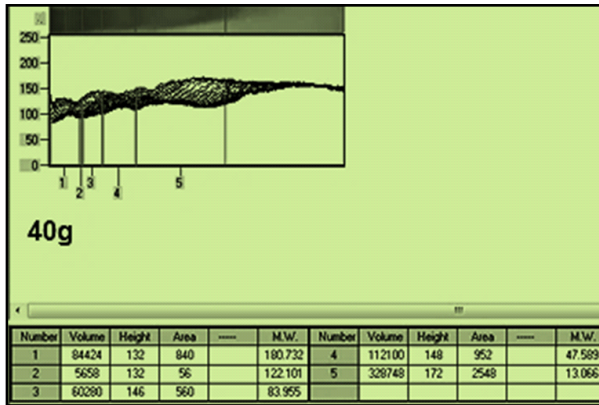 250
200
150
100
50
0
1 2 3 4 5
40g
Number Volume Height Area ----- M.W. Number Volume Height Area ----- M.W.
1 84424 132 840 180.732 4 112100 148 952 47.589
2 5658 132 56 122.101 5 328748 172 2548 13.066
3 60280 146 560 83.955